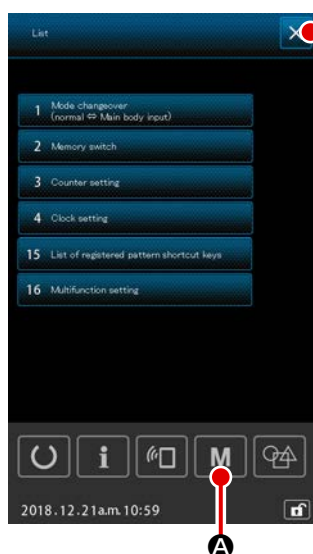 List
1 Mode changeover
(normal ⇔ Main body input)
2 Memory switch
3 Counter setting
4 Clock setting
15 List of registered pattern shortcut keys
16 Multifunction setting
i M
2018.12.21a.m.10:59
A